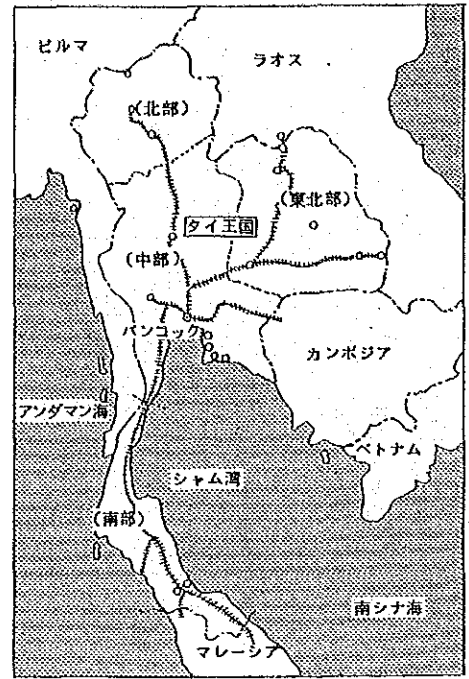 ビルマ
ラオス
(北部)
(東北部)
タイ王国
(中部)
バンコック
カンボジア
アンダマン海
ベトナム
シャム湾
(南部)
南シナ海
マレーシア